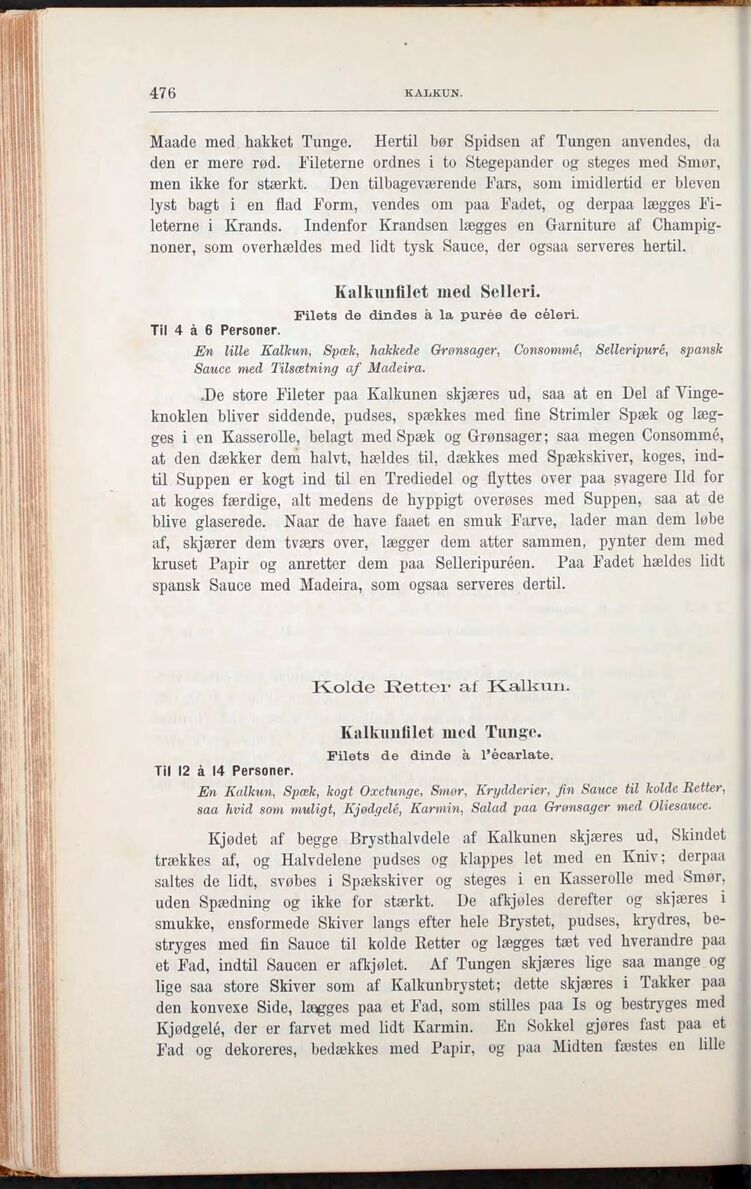 476
KALKUN.
Maade med hakket Tunge. Hertil bør Spidsen af Tungen anvendes, da
den er mere rød. Fileterne ordnes i to Stegepander og steges med Smør,
men ikke for stærkt. Den tilbageværende Fars, som imidlertid er bleven
lyst bagt i en flad Form, vendes om paa Fadet, og derpaa lægges Fi-
leterne i Krands. Indenfor Krandsen lægges en Garniture af Champig-
noner, som overhældes med lidt tysk Sauce, der ogsaa serveres hertil.
Kalkunfilet med Selleri.
Filets de dindes à la purée de céleri.
Til 4 à 6 Personer.
En lille Kalkun, Spæk, hakkede Grønsager, Consommé, Selleripuré, spansk
Sauce med Tilsætning af Madeira.
De store Fileter paa Kalkunen skjæres ud, saa at en Del af Vinge-
knoklen bliver siddende, pudses, spækkes med fine Strimler Spæk og læg-
ges i en Kasserolle, belagt med Spæk og Grønsager; saa megen Consommé,
at den dækker dem halvt, hældes til, dækkes med Spækskiver, koges, ind-
til Suppen er kogt ind til en Trediedel og flyttes over paa svagere Ild for
at koges færdige, alt medens de hyppigt overøses med Suppen, saa at de
blive glaserede. Naar de have faaet en smuk Farve, lader man dem løbe
af, skjærer dem tværs over, lægger dem atter sammen, pynter dem med
kruset Papir og anretter dem paa Selleripuréen. Paa Fadet hældes lidt
spansk Sauce med Madeira, som ogsaa serveres dertil.
Kolde Retter af Kalkun.
Kalkunfilet med Tunge.
Filets de dinde à l'écarlate.
Til 12 à 14 Personer.
En Kalkun, Spæk, kogt Oxetunge, Smør, Krydderier, fin Sauce til kolde Retter,
saa hvid som muligt, Kjødgelé, Karmin, Salad paa Grønsager med Oliesauce.
Kjødet af begge Brysthalvdele af Kalkunen skjæres ud, Skindet
trækkes af, og Halvdelene pudses og klappes let med en Kniv; derpaa
saltes de lidt, svøbes i Spækskiver og steges i en Kasserolle med Smør,
uden Spædning og ikke for stærkt. De afkjøles derefter og skjæres i
smukke, ensformede Skiver langs efter hele Brystet, pudses, krydres, be-
stryges med fin Sauce til kolde Retter og lægges tæt ved hverandre paa
et Fad, indtil Saucen er afkjølet. Af Tungen skjæres lige saa mange og
lige saa store Skiver som af Kalkunbrystet; dette skjæres i Takker paa
den konvexe Side, lægges paa et Fad, som stilles paa Is og bestryges med
Kjødgelé, der er farvet med lidt Karmin. En Sokkel gjøres fast paa et
Fad og dekoreres, bedækkes med Papir, og paa Midten fæstes en lille